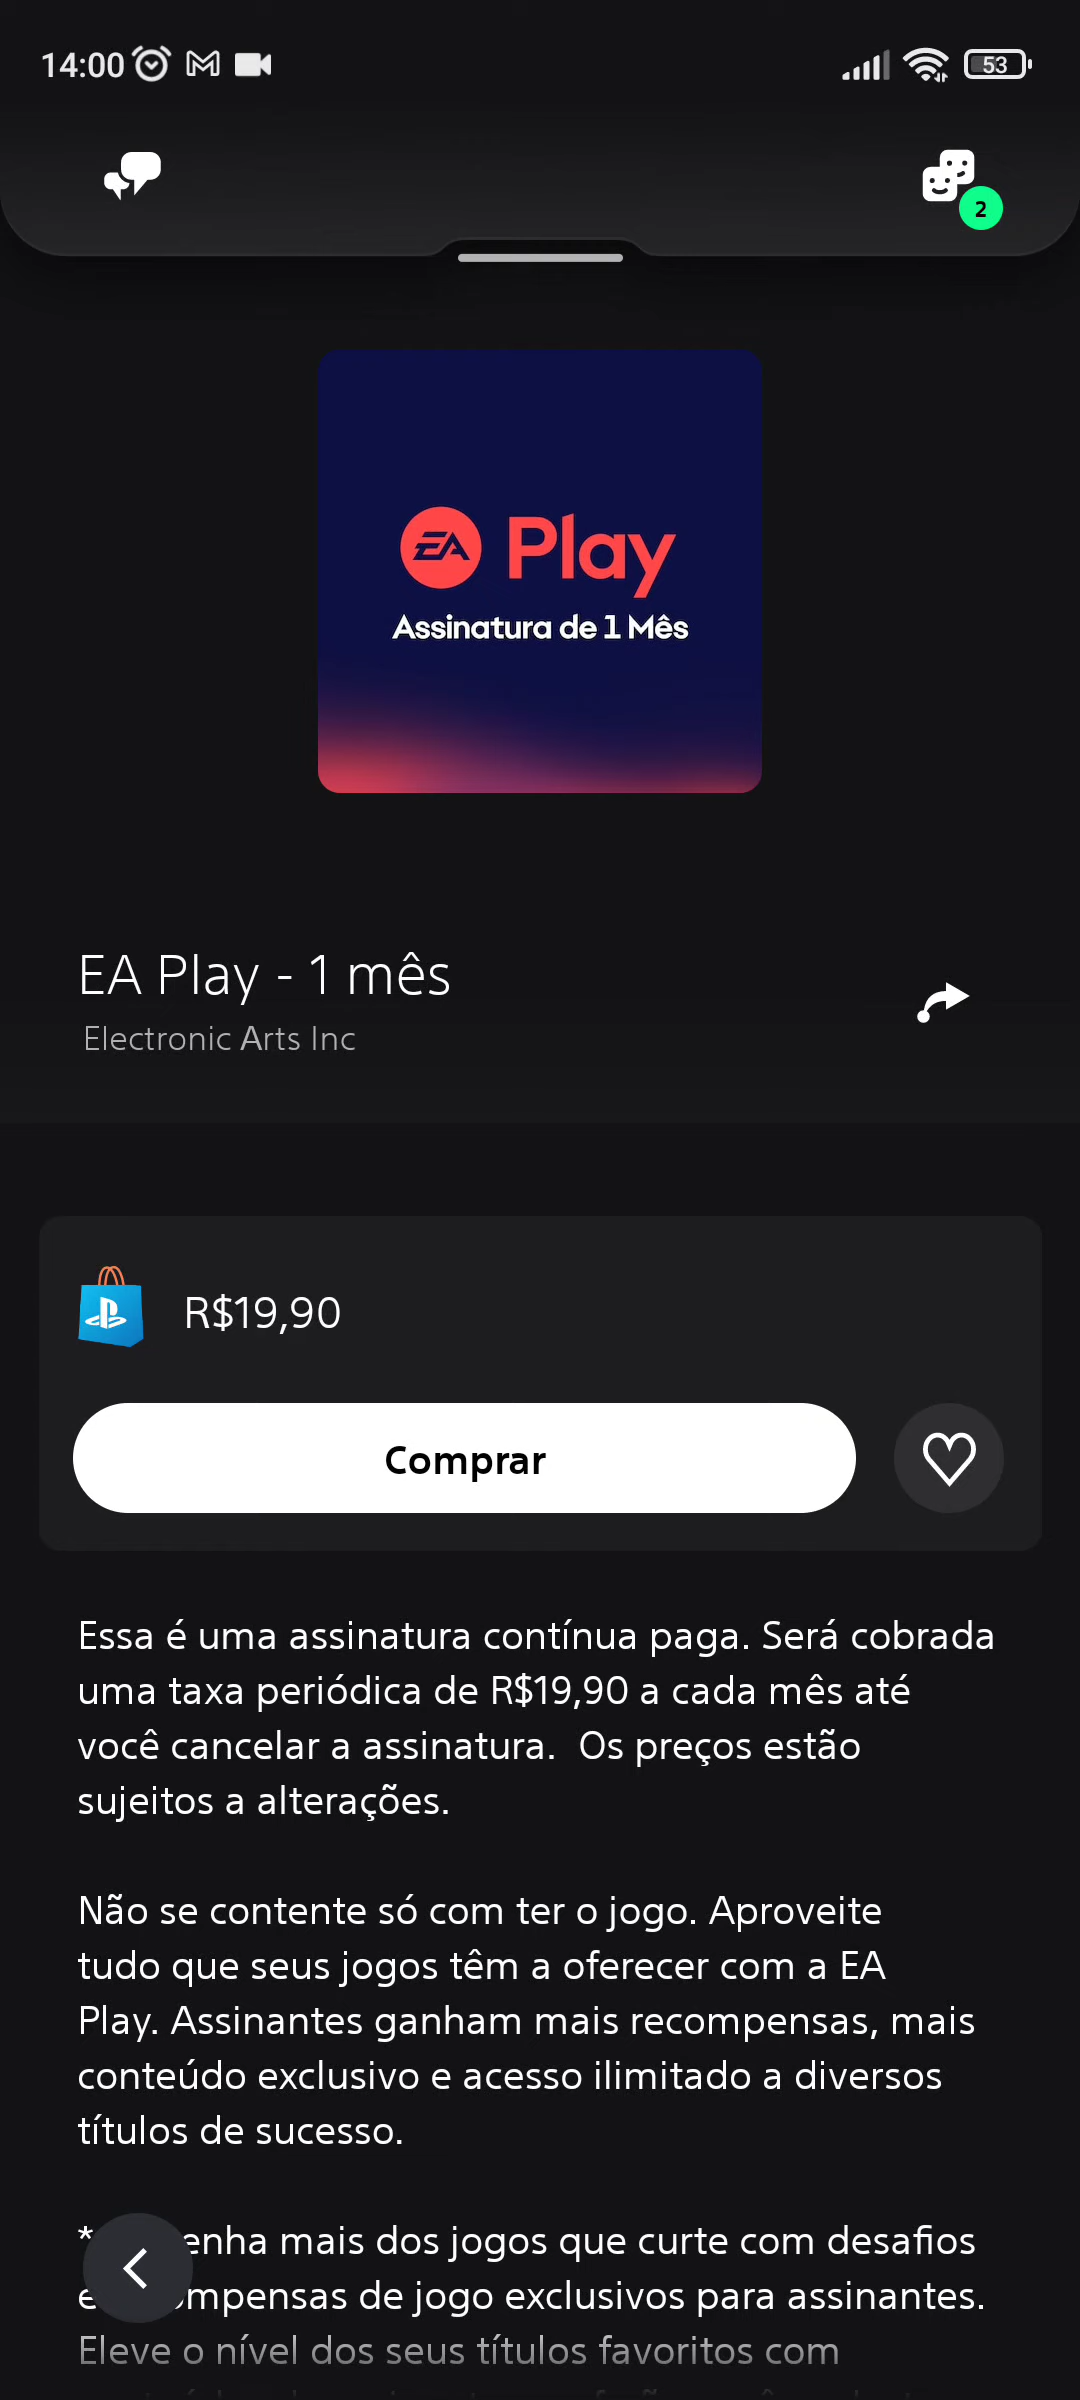 14:00
53
2
EA Play
Assinatura de 1 Mês
EA Play - 1 mês
Electronic Arts Inc
R$19,90
Comprar
Essa é uma assinatura contínua paga. Será cobrada
uma taxa periódica de R$19,90 a cada mês até
você cancelar a assinatura.  Os preços estão
sujeitos a alterações.
Não se contente só com ter o jogo. Aproveite
tudo que seus jogos têm a oferecer com a EA
Play. Assinantes ganham mais recompensas, mais
conteúdo exclusivo e acesso ilimitado a diversos
títulos de sucesso.
* mais dos jogos que curte com desafios
de jogo exclusivos para assinantes.
Eleve o nível dos seus títulos favoritos com